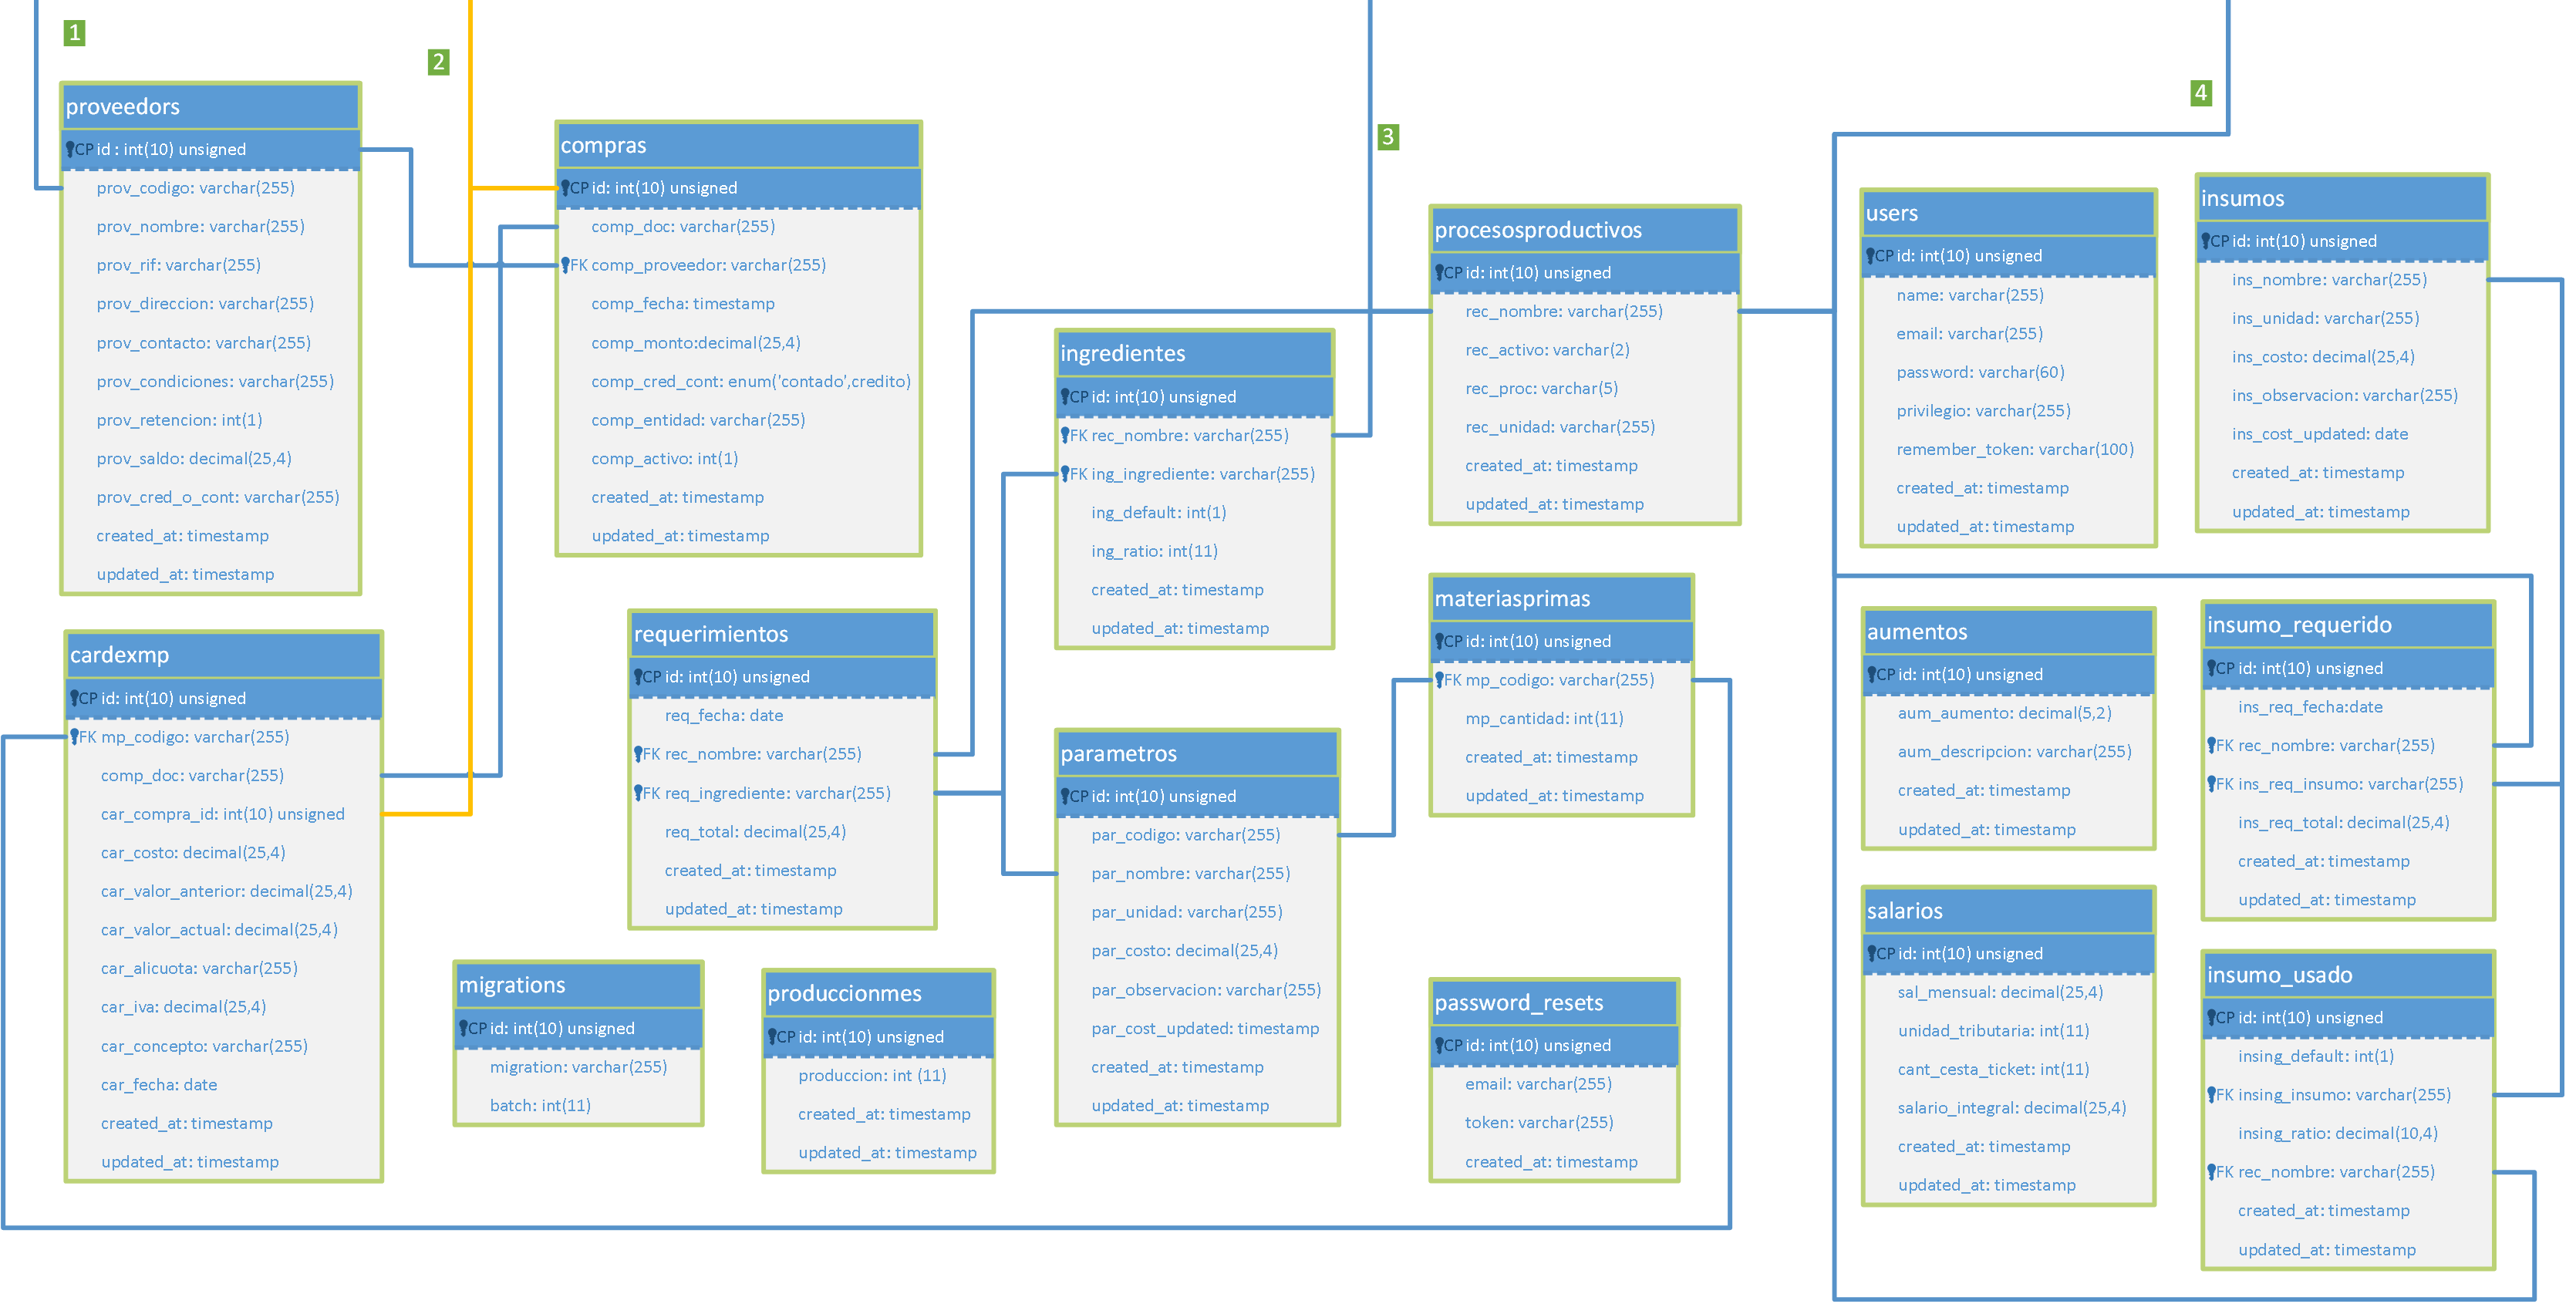 1
2
3
4
proveedors
CP id : int(10) unsigned
prov_codigo: varchar(255)
prov_nombre: varchar(255)
prov_rif: varchar(255)
prov_direccion: varchar(255)
prov_contacto: varchar(255)
prov_condiciones: varchar(255)
prov_retencion: int(1)
prov_saldo: decimal(25,4)
prov_cred_o_cont: varchar(255)
created_at: timestamp
updated_at: timestamp
compras
CP id: int(10) unsigned
comp_doc: varchar(255)
FK comp_proveedor: varchar(255)
comp_fecha: timestamp
comp_monto:decimal(25,4)
comp_cred_cont: enum('contado',credito)
comp_entidad: varchar(255)
comp_activo: int(1)
created_at: timestamp
updated_at: timestamp
ingredientes
CP id: int(10) unsigned
FK rec_nombre: varchar(255)
FK ing_ingrediente: varchar(255)
ing_default: int(1)
ing_ratio: int(11)
created_at: timestamp
updated_at: timestamp
procesosproductivos
CP id: int(10) unsigned
rec_nombre: varchar(255)
rec_activo: varchar(2)
rec_proc: varchar(5)
rec_unidad: varchar(255)
created_at: timestamp
updated_at: timestamp
users
CP id: int(10) unsigned
name: varchar(255)
email: varchar(255)
password: varchar(60)
privilegio: varchar(255)
remember_token: varchar(100)
created_at: timestamp
updated_at: timestamp
insumos
CP id: int(10) unsigned
ins_nombre: varchar(255)
ins_unidad: varchar(255)
ins_costo: decimal(25,4)
ins_observacion: varchar(255)
ins_cost_updated: date
created_at: timestamp
updated_at: timestamp
cardexmp
CP id: int(10) unsigned
FK mp_codigo: varchar(255)
comp_doc: varchar(255)
car_compra_id: int(10) unsigned
car_costo: decimal(25,4)
car_valor_anterior: decimal(25,4)
car_valor_actual: decimal(25,4)
car_alicuota: varchar(255)
car_iva: decimal(25,4)
car_concepto: varchar(255)
car_fecha: date
created_at: timestamp
updated_at: timestamp
requerimientos
CP id: int(10) unsigned
req_fecha: date
FK rec_nombre: varchar(255)
FK req_ingrediente: varchar(255)
req_total: decimal(25,4)
created_at: timestamp
updated_at: timestamp
parametros
CP id: int(10) unsigned
par_codigo: varchar(255)
par_nombre: varchar(255)
par_unidad: varchar(255)
par_costo: decimal(25,4)
par_observacion: varchar(255)
par_cost_updated: timestamp
created_at: timestamp
updated_at: timestamp
materiasprimas
CP id: int(10) unsigned
FK mp_codigo: varchar(255)
mp_cantidad: int(11)
created_at: timestamp
updated_at: timestamp
aumentos
CP id: int(10) unsigned
aum_aumento: decimal(5,2)
aum_descripcion: varchar(255)
created_at: timestamp
updated_at: timestamp
insumo_requerido
CP id: int(10) unsigned
ins_req_fecha:date
FK rec_nombre: varchar(255)
FK ins_req_insumo: varchar(255)
ins_req_total: decimal(25,4)
created_at: timestamp
updated_at: timestamp
migrations
CP id: int(10) unsigned
migration: varchar(255)
batch: int(11)
produccionmes
CP id: int(10) unsigned
produccion: int (11)
created_at: timestamp
updated_at: timestamp
password_resets
CP id: int(10) unsigned
email: varchar(255)
token: varchar(255)
created_at: timestamp
salarios
CP id: int(10) unsigned
sal_mensual: decimal(25,4)
unidad_tributaria: int(11)
cant_cesta_ticket: int(11)
salario_integral: decimal(25,4)
created_at: timestamp
updated_at: timestamp
insumo_usado
CP id: int(10) unsigned
insing_default: int(1)
FK insing_insumo: varchar(255)
insing_ratio: decimal(10,4)
FK rec_nombre: varchar(255)
created_at: timestamp
updated_at: timestamp